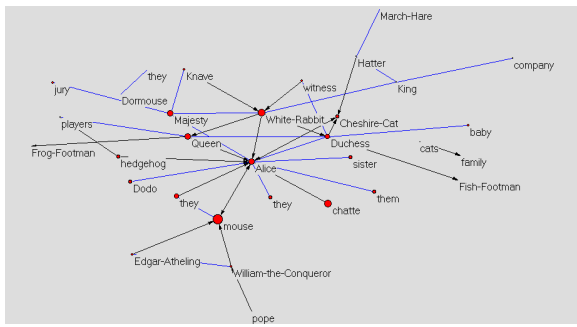 March-Hare
Hatter
company
they
Knave
jury
witness
King
Dormouse
Majesty
White-Rabbit
Cheshire-Cat
players
baby
Queen
Duchess
cats
Frog-Footman
hedgehog
family
Alice
sister
Fish-Footman
Dodo
they
they
them
chatte
mouse
Edgar-Atheling
William-the-Conqueror
pope